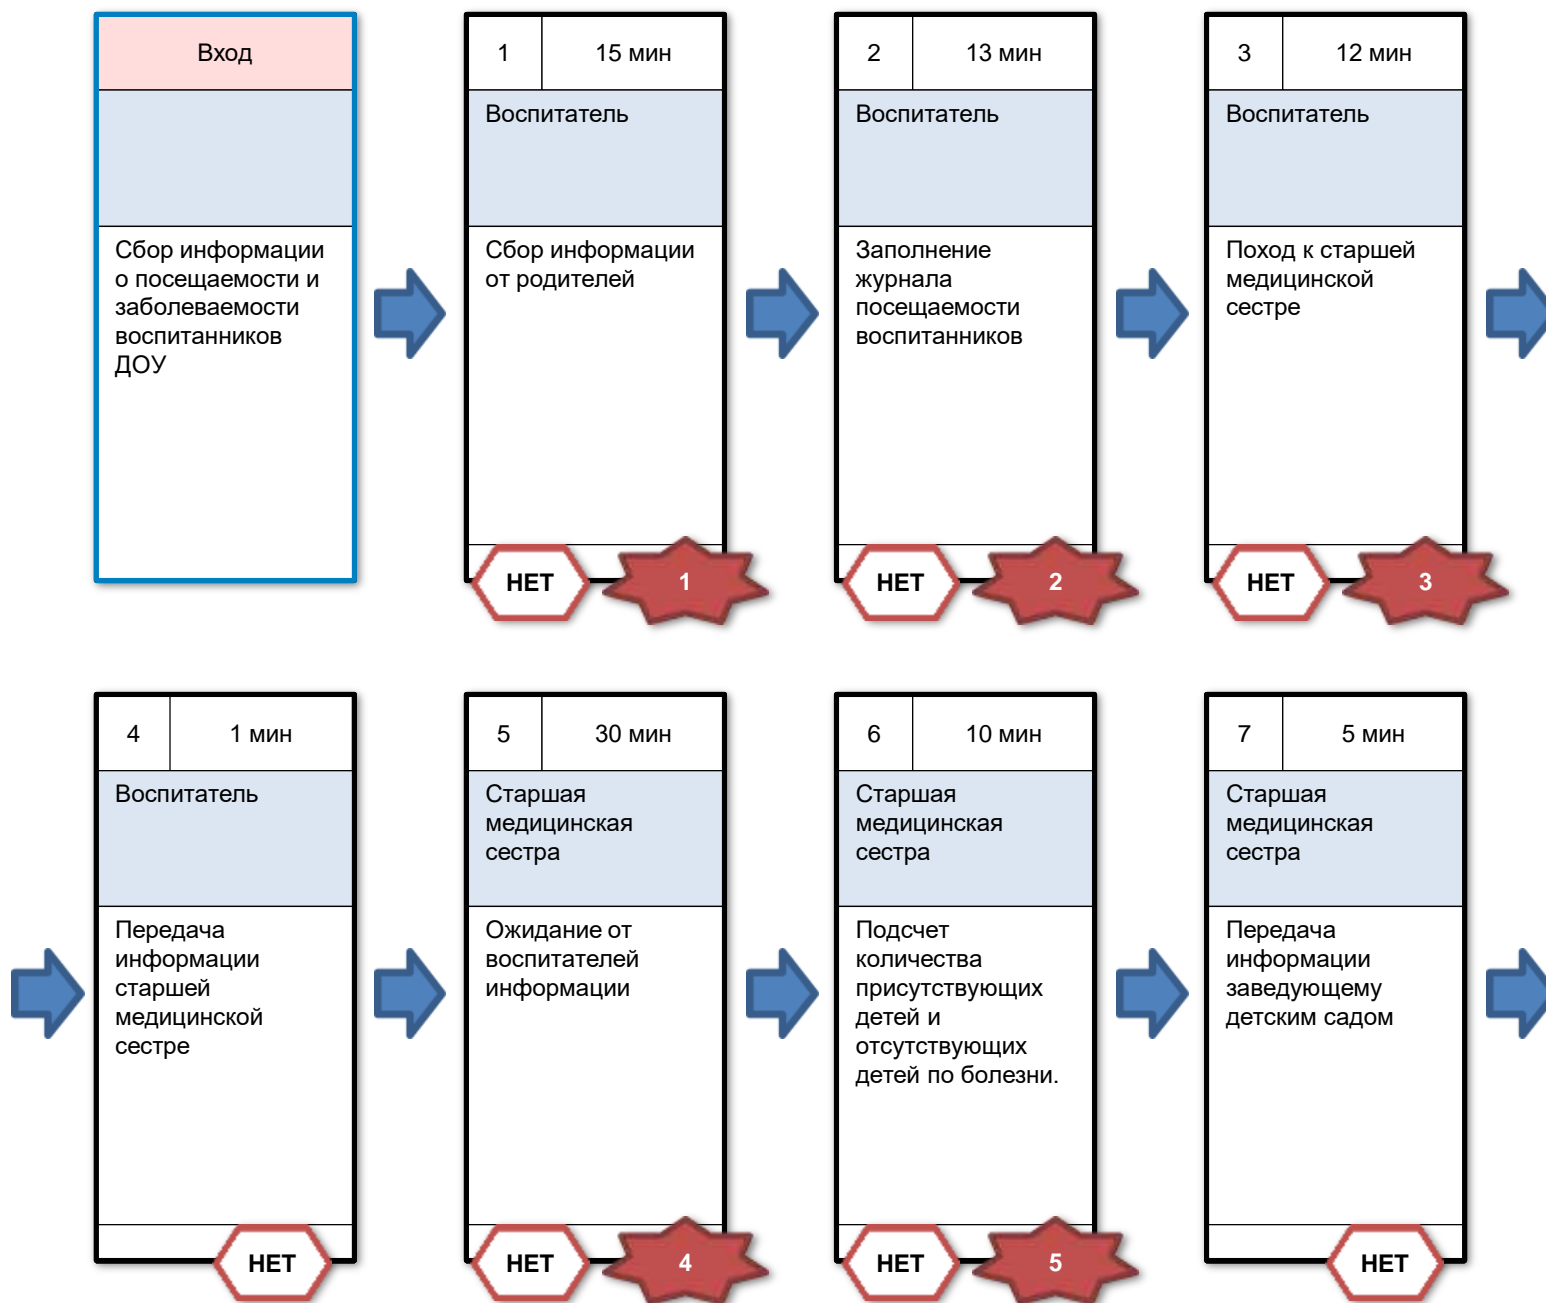 Вход
Сбор информации
о посещаемости и
заболеваемости
воспитанников
ДОУ
1
15 мин
Воспитатель
Сбор информации
от родителей
НЕТ
1
2
13 мин
Воспитатель
Заполнение
журнала
посещаемости
воспитанников
НЕТ
2
3
12 мин
Воспитатель
Поход к старшей
медицинской
сестре
НЕТ
3
4
1 мин
Воспитатель
Передача
информации
старшей
медицинской
сестре
НЕТ
5
30 мин
Старшая
медицинская
сестра
Ожидание от
воспитателей
информации
НЕТ
4
6
10 мин
Старшая
медицинская
сестра
Подсчет
количества
присутствующих
детей и
отсутствующих
детей по болезни.
НЕТ
5
7
5 мин
Старшая
медицинская
сестра
Передача
информации
заведующему
детским садом
НЕТ